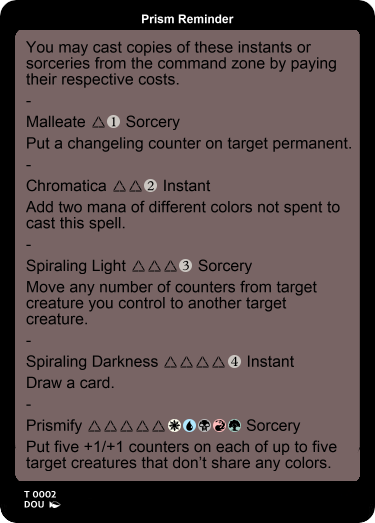 Prism Reminder
You may cast copies of these instants or
sorceries from the command zone by paying
their respective costs.
-
Malleate △1 Sorcery
Put a changeling counter on target permanent.
-
Chromatica △△2 Instant
Add two mana of different colors not spent to
cast this spell.
-
Spiraling Light △△△3 Sorcery
Move any number of counters from target
creature you control to another target
creature.
-
Spiraling Darkness △△△△4 Instant
Draw a card.
-
Prismify △△△△△ Sorcery
Put five +1/+1 counters on each of up to five
target creatures that don't share any colors.
T 0002
DOU